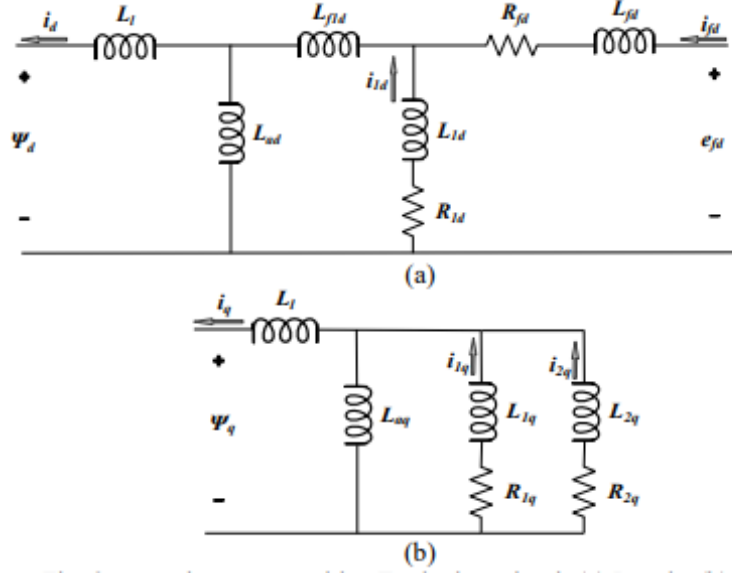 i_d L_l L_f1d R_fd L_fd i_fd
+ i_1d +
Ψ_d L_ad L_1d e_fd
- R_1d -
(a)
i_q L_l
+ i_1q i_2q
Ψ_q L_aq L_1q L_2q
- R_1q R_2q
(b)